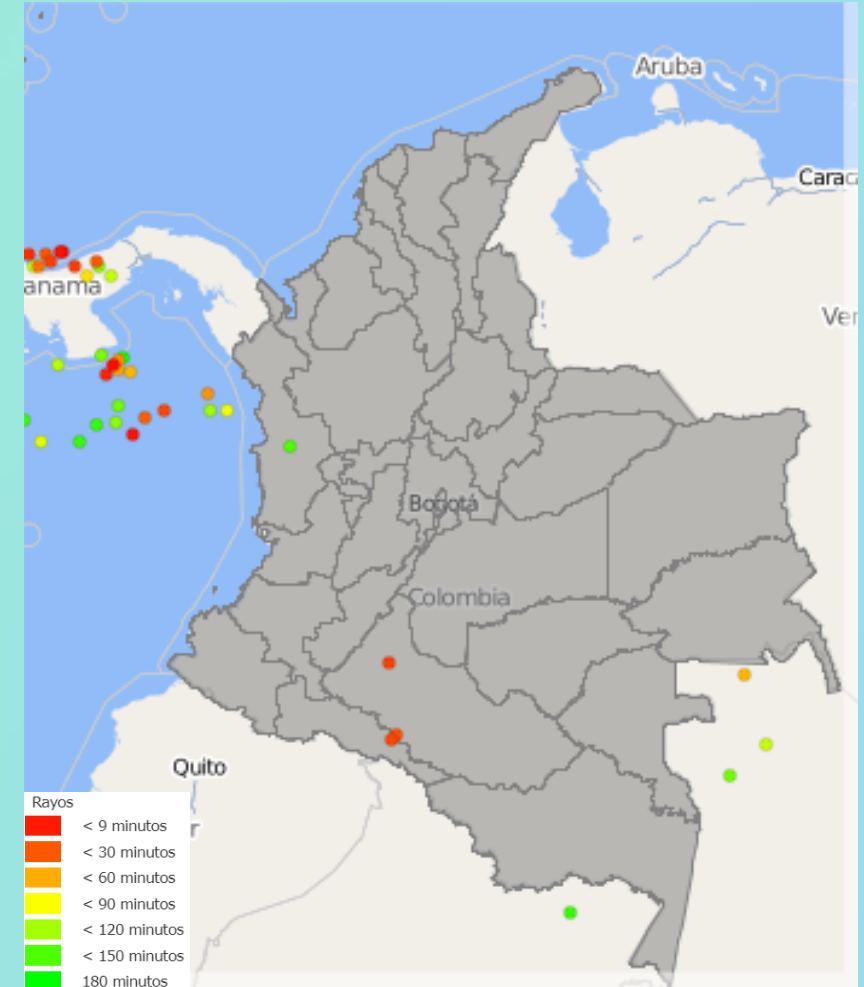 Aruba
Carac
anama
Ver
Bogotá
Colombia
Quito
r
Rayos
< 9 minutos
< 30 minutos
< 60 minutos
< 90 minutos
< 120 minutos
< 150 minutos
180 minutos